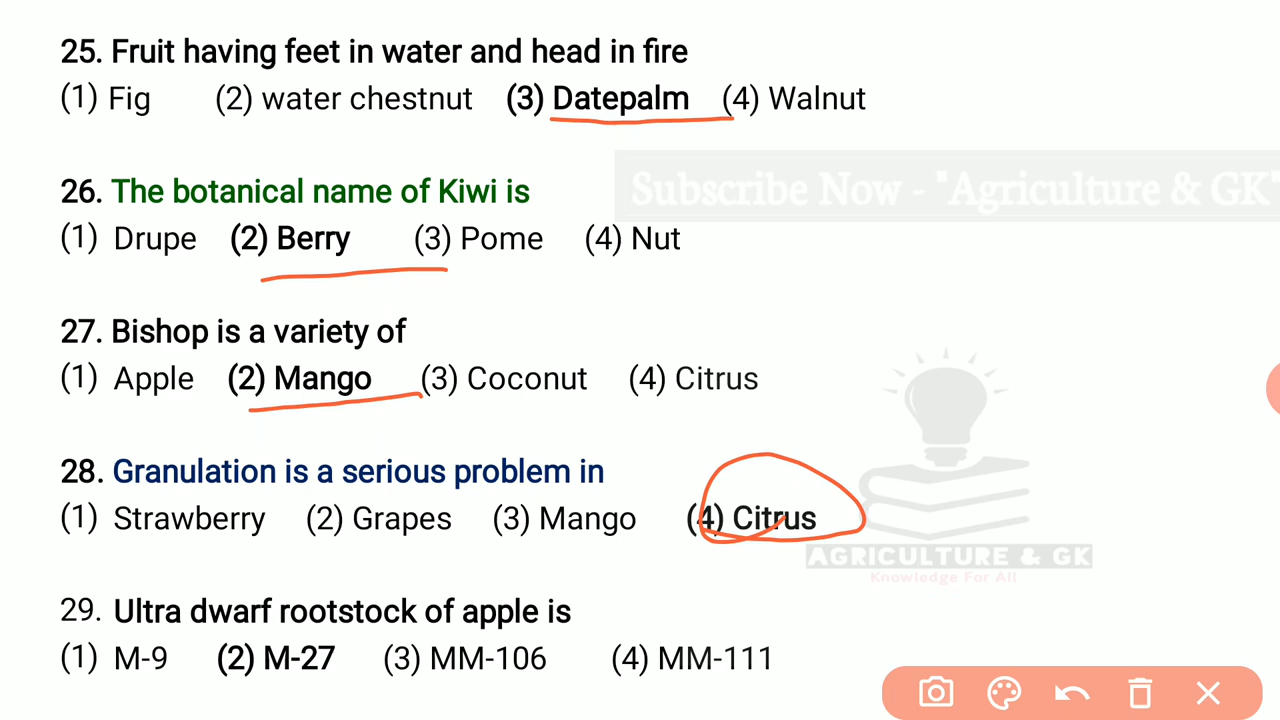 25. Fruit having feet in water and head in fire
(1) Fig (2) water chestnut (3) Datepalm (4) Walnut
Subscribe Now - "Agriculture & GK"
26. The botanical name of Kiwi is
(1) Drupe (2) Berry (3) Pome (4) Nut
27. Bishop is a variety of
(1) Apple (2) Mango (3) Coconut (4) Citrus
28. Granulation is a serious problem in
(1) Strawberry (2) Grapes (3) Mango (4) Citrus
AGRICULTURE & GK
Knowledge For All
29. Ultra dwarf rootstock of apple is
(1) M-9 (2) M-27 (3) MM-106 (4) MM-111